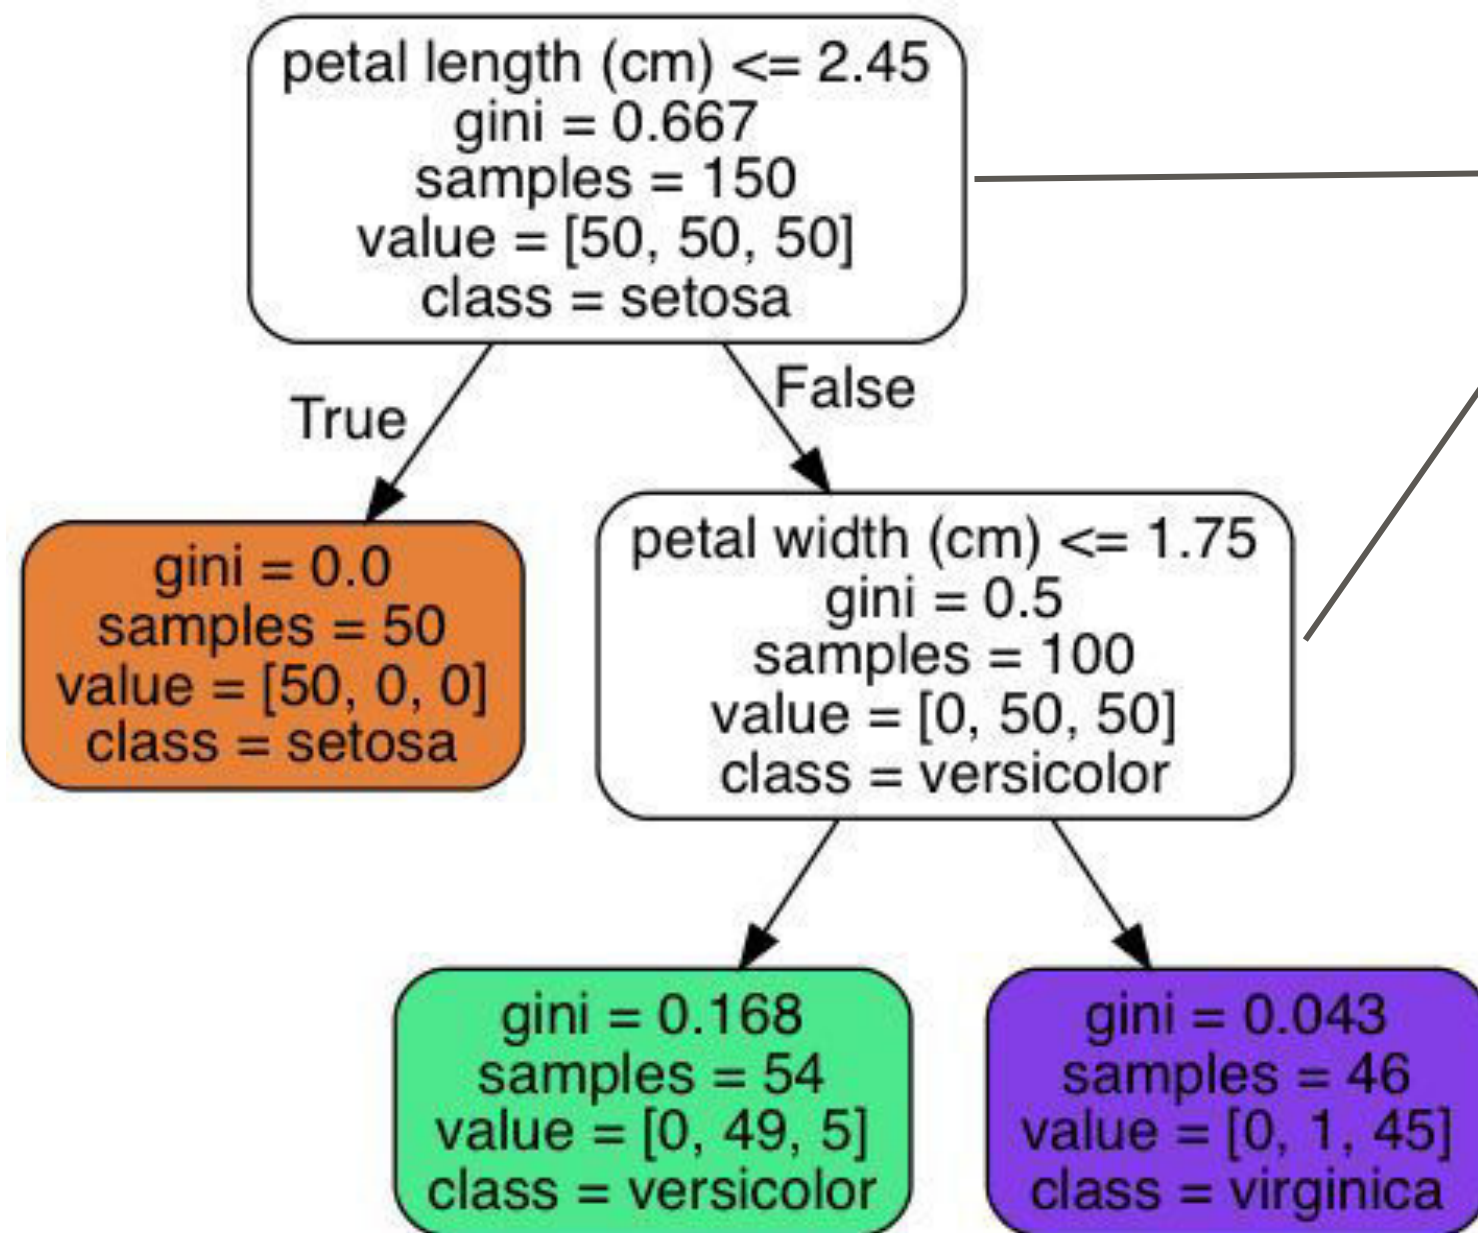 petal length (cm) <= 2.45
gini = 0.667
samples = 150
value = [50, 50, 50]
class = setosa
True
False
gini = 0.0
samples = 50
value = [50, 0, 0]
class = setosa
petal width (cm) <= 1.75
gini = 0.5
samples = 100
value = [0, 50, 50]
class = versicolor
gini = 0.168
samples = 54
value = [0, 49, 5]
class = versicolor
gini = 0.043
samples = 46
value = [0, 1, 45]
class = virginica